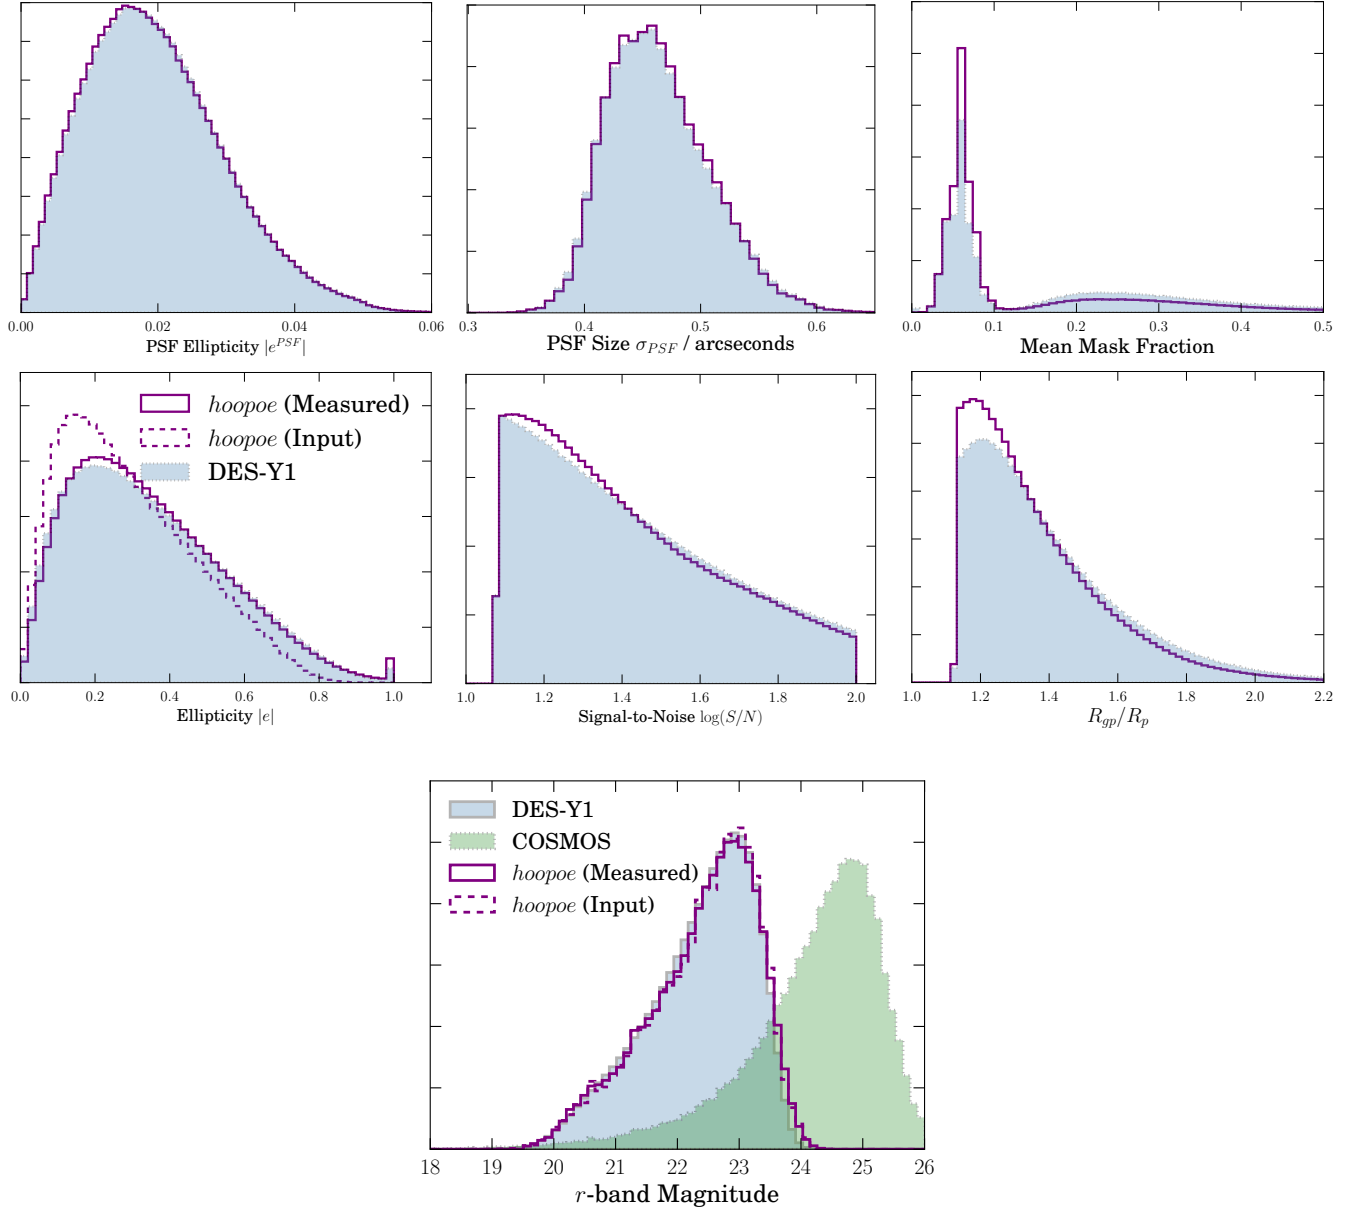 0.00 0.02 0.04 0.06
PSF Ellipticity |e^{PSF}|
0.3 0.4 0.5 0.6
PSF Size σ_{PSF} / arcseconds
0.0 0.1 0.2 0.3 0.4 0.5
Mean Mask Fraction
hoopoe (Measured)
hoopoe (Input)
DES-Y1
0.0 0.2 0.4 0.6 0.8 1.0
Ellipticity |e|
1.0 1.2 1.4 1.6 1.8 2.0
Signal-to-Noise log(S/N)
1.0 1.2 1.4 1.6 1.8 2.0 2.2
R_{gp}/R_p
DES-Y1
COSMOS
hoopoe (Measured)
hoopoe (Input)
18 19 20 21 22 23 24 25 26
r-band Magnitude